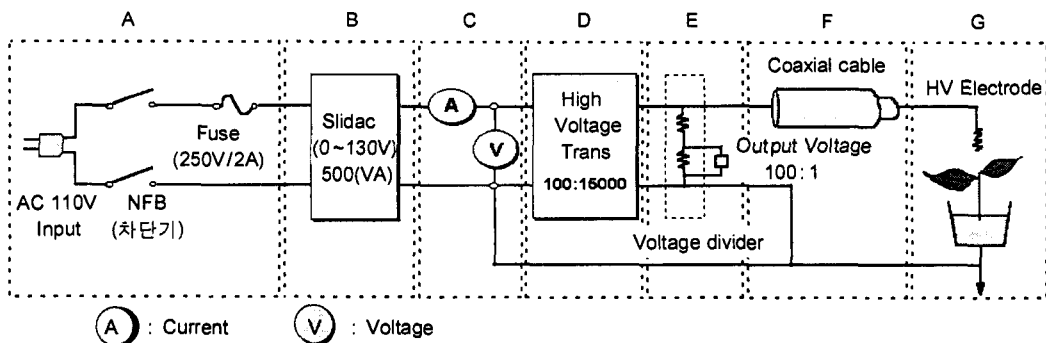 A B C D E F G
Coaxial cable
HV Electrode
A
V
Fuse
(250V/2A)
Slidac
(0~130V)
500(VA)
High
Voltage
Trans
100:15000
Output Voltage
100:1
AC 110V
Input
NFB
(차단기)
Voltage divider
A : Current V : Voltage